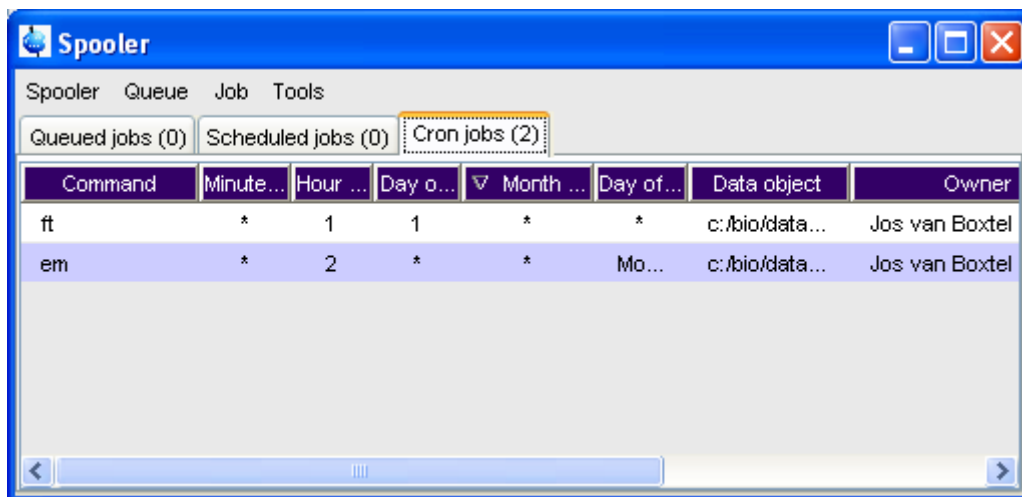 Spooler
Spooler Queue Job Tools
Queued jobs (0) Scheduled jobs (0) Cron jobs (2)
Command Minute... Hour ... Day o... Month ... Day of... Data object Owner
ft * 1 1 * * c:/bio/data... Jos van Boxtel
em * 2 * * Mo... c:/bio/data... Jos van Boxtel